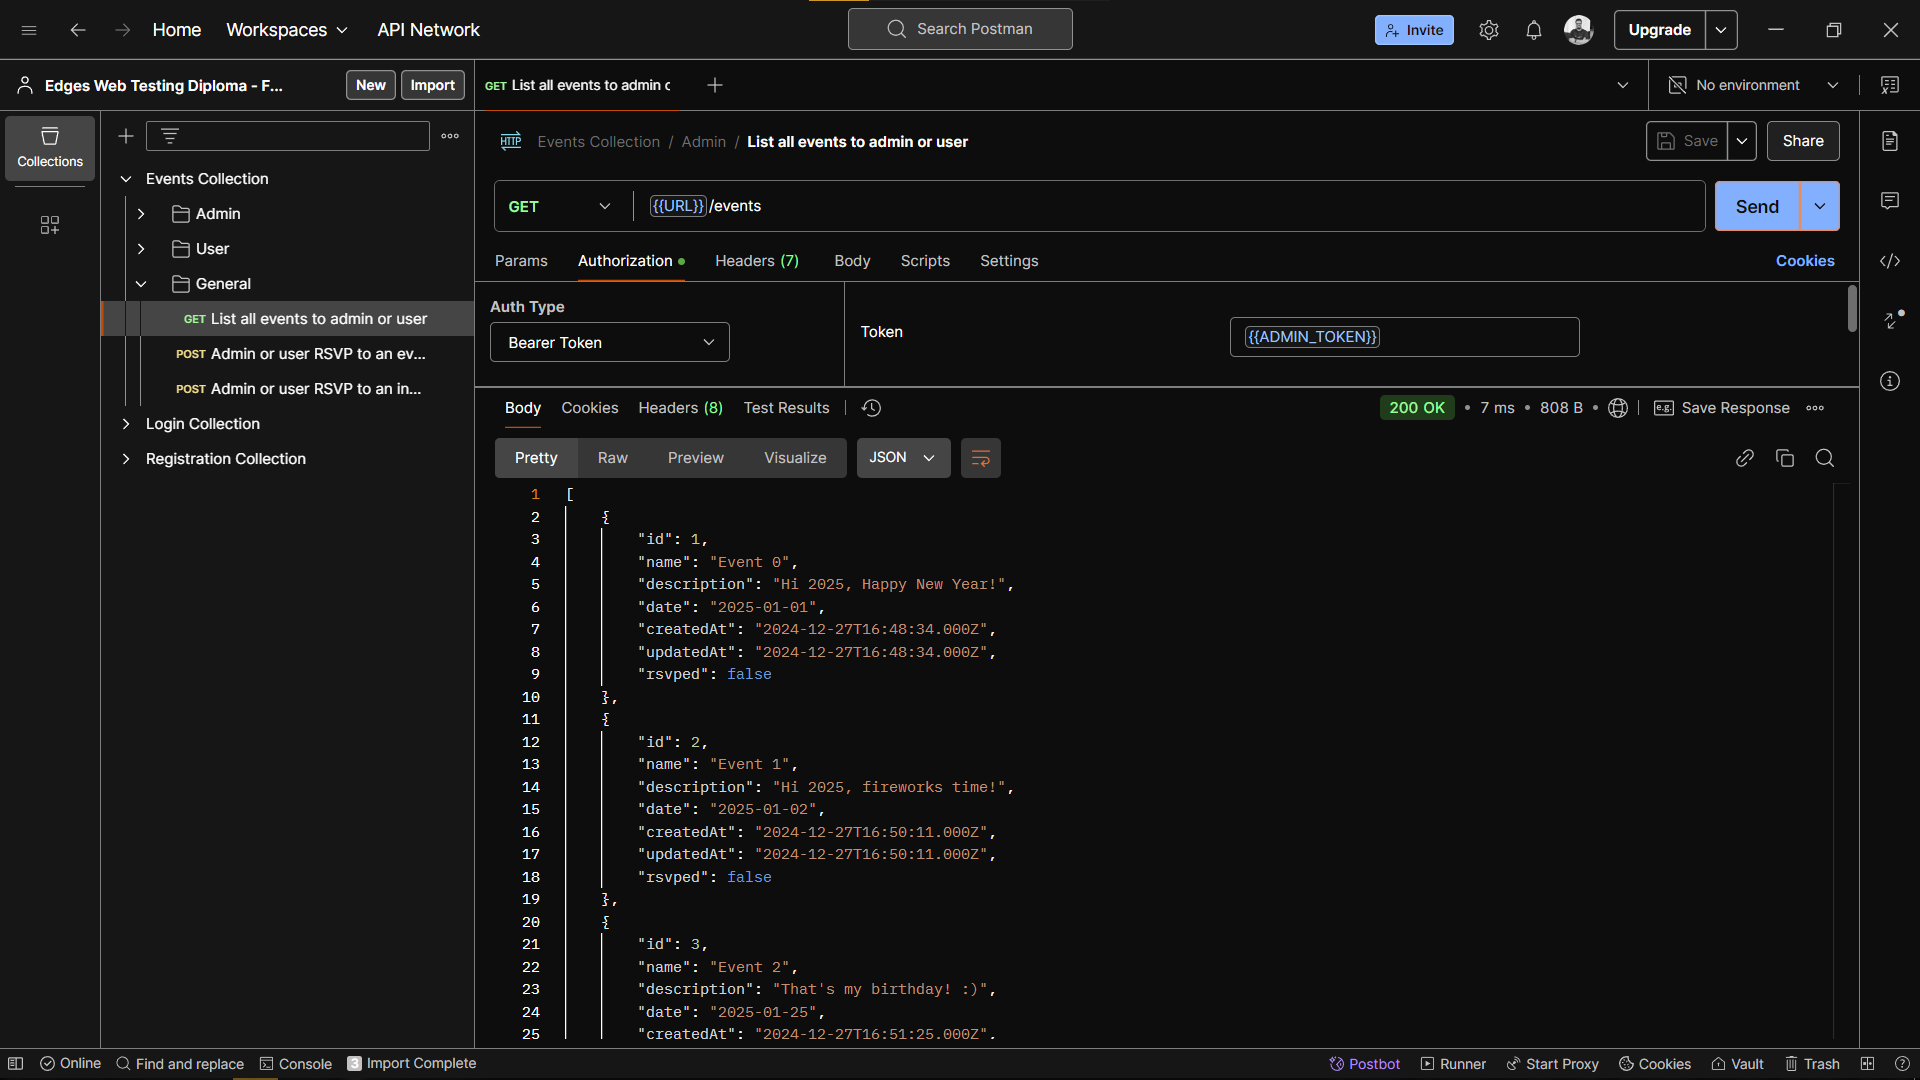 Home Workspaces API Network Search Postman Invite Upgrade
Edges Web Testing Diploma - F... New Import GET List all events to admin o No environment
Collections
Events Collection
Admin
User
General
GET List all events to admin or user
POST Admin or user RSVP to an ev...
POST Admin or user RSVP to an in...
Login Collection
Registration Collection
HTTP Events Collection / Admin / List all events to admin or user Save Share
GET {{URL}}/events Send
Params Authorization Headers (7) Body Scripts Settings Cookies
Auth Type
Bearer Token
Token {{ADMIN_TOKEN}}
Body Cookies Headers (8) Test Results 200 OK • 7 ms • 808 B • e.g. Save Response
Pretty Raw Preview Visualize JSON
1 [
2 {
3 "id": 1,
4 "name": "Event 0",
5 "description": "Hi 2025, Happy New Year!",
6 "date": "2025-01-01",
7 "createdAt": "2024-12-27T16:48:34.000Z",
8 "updatedAt": "2024-12-27T16:48:34.000Z",
9 "rsvped": false
10 },
11 {
12 "id": 2,
13 "name": "Event 1",
14 "description": "Hi 2025, fireworks time!",
15 "date": "2025-01-02",
16 "createdAt": "2024-12-27T16:50:11.000Z",
17 "updatedAt": "2024-12-27T16:50:11.000Z",
18 "rsvped": false
19 },
20 {
21 "id": 3,
22 "name": "Event 2",
23 "description": "That's my birthday! :)",
24 "date": "2025-01-25",
25 "createdAt": "2024-12-27T16:51:25.000Z",
Online Find and replace Console 3 Import Complete Postbot Runner Start Proxy Cookies Vault Trash